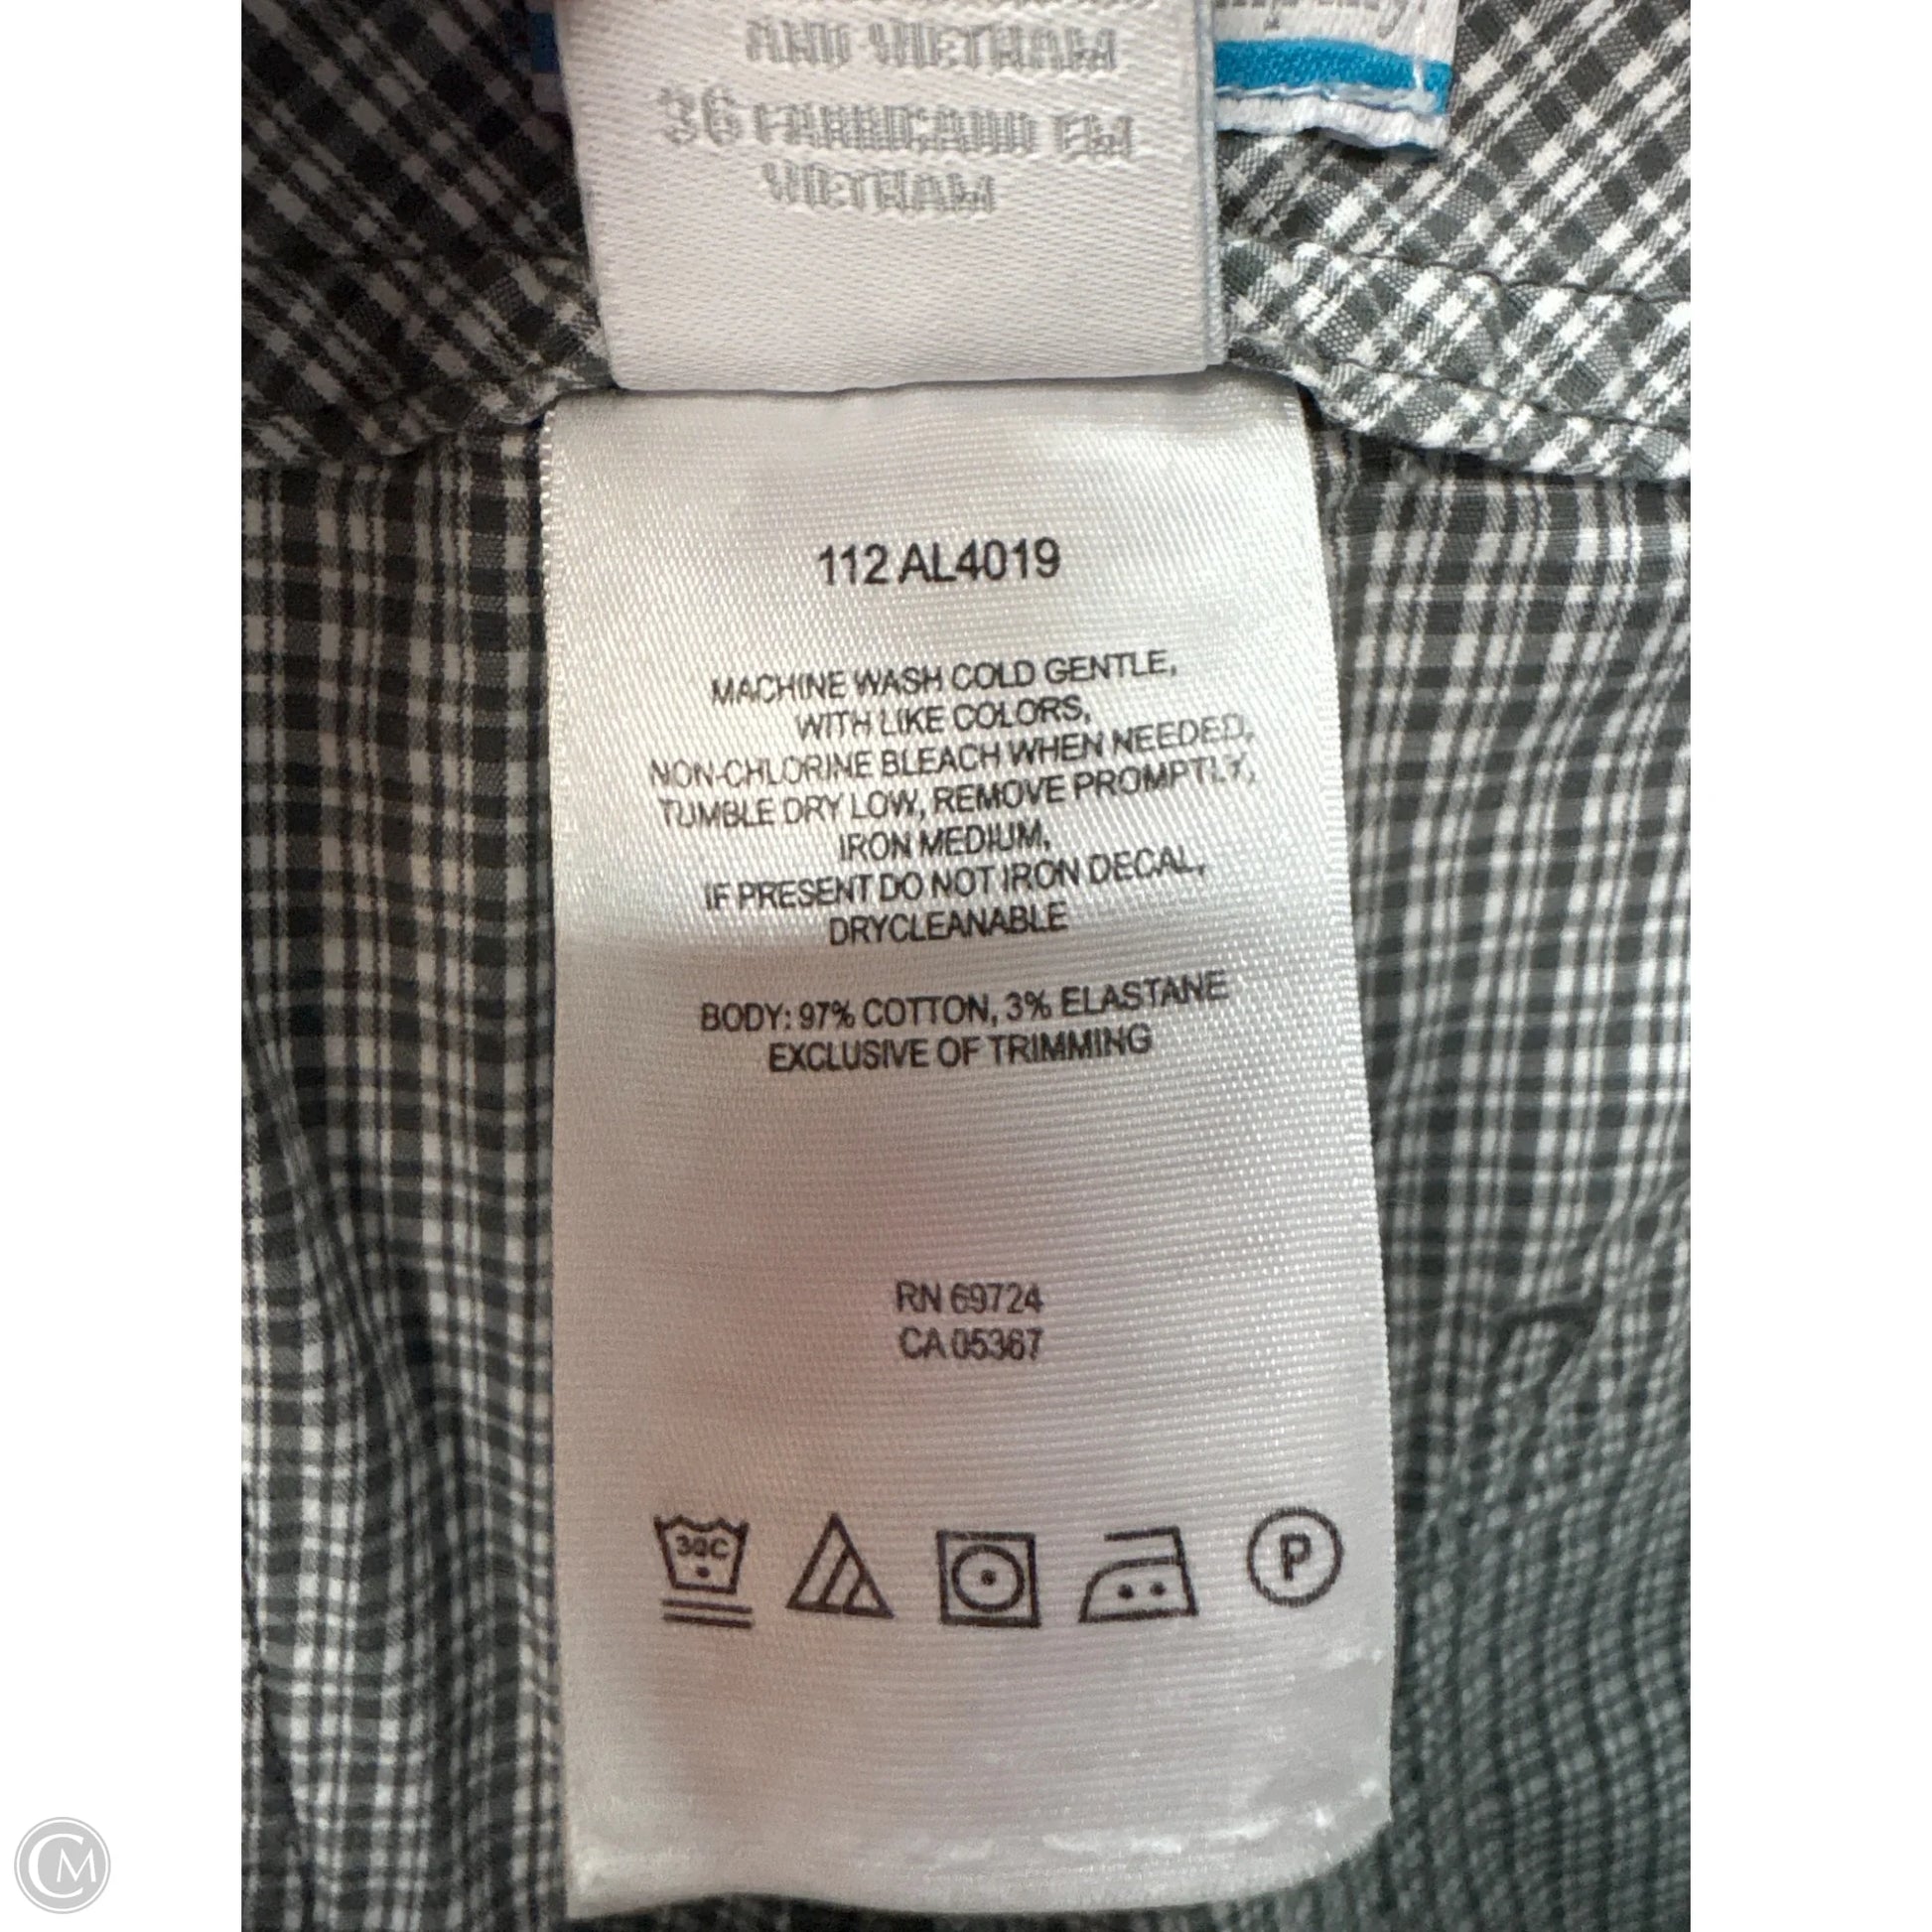 AND VIETNAM
36 FABRICADO EM
VIETNAM
112 AL4019
MACHINE WASH COLD GENTLE,
WITH LIKE COLORS,
NON-CHLORINE BLEACH WHEN NEEDED,
TUMBLE DRY LOW, REMOVE PROMPTLY,
IRON MEDIUM,
IF PRESENT DO NOT IRON DECAL,
DRYCLEANABLE
BODY: 97% COTTON, 3% ELASTANE
EXCLUSIVE OF TRIMMING
RN 69724
CA 05367
30C
P
CM